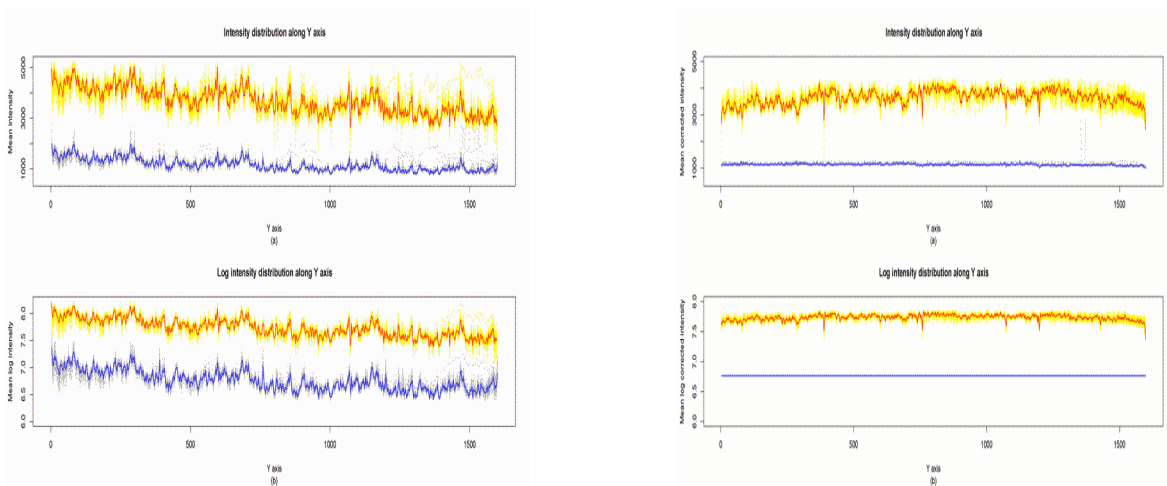 Intensity distribution along Y axis
Mean intensity
5000
3000
1000
0
500
1000
1500
Y axis
(a)
Log intensity distribution along Y axis
Mean log intensity
8.0
7.5
7.0
6.5
6.0
0
500
1000
1500
Y axis
(b)
Intensity distribution along Y axis
Mean corrected intensity
5000
3000
1000
0
500
1000
1500
Y axis
(a)
Log intensity distribution along Y axis
Mean log corrected intensity
8.0
7.5
7.0
6.5
6.0
0
500
1000
1500
Y axis
(b)